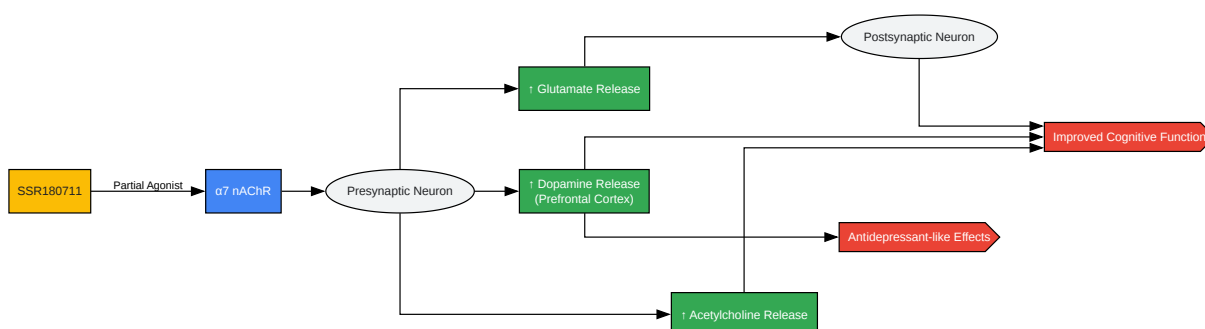 Postsynaptic Neuron
↑ Glutamate Release
Improved Cognitive Function
SSR180711
Partial Agonist
α7 nAChR
Presynaptic Neuron
↑ Dopamine Release
(Prefrontal Cortex)
Antidepressant-like Effects
↑ Acetylcholine Release